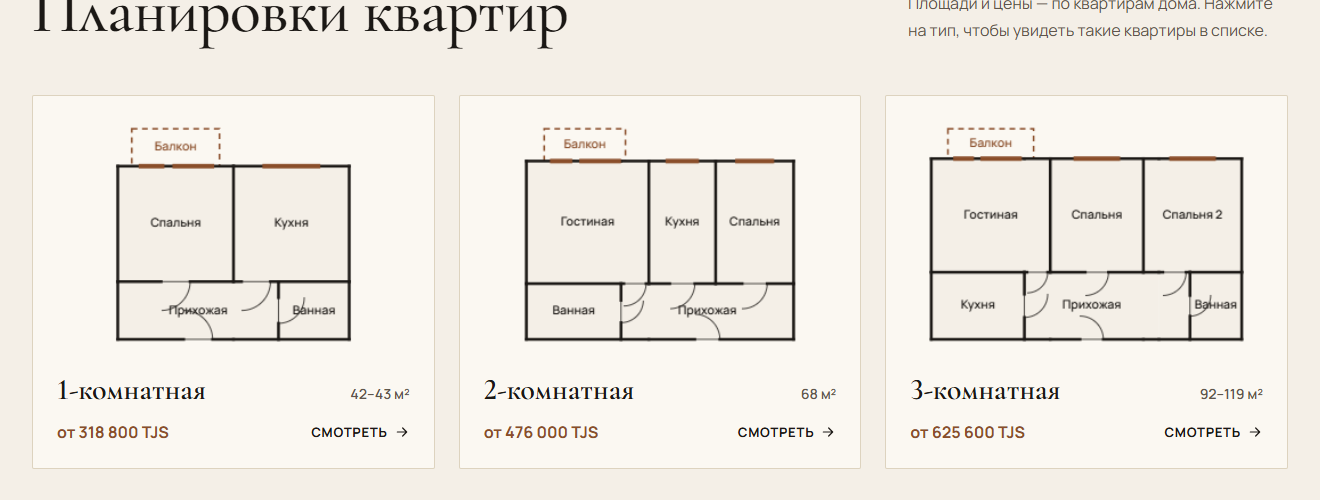 Планировки квартир
Площади и цены — по квартирам дома. Нажмите
на тип, чтобы увидеть такие квартиры в списке.
Балкон
Спальня
Кухня
Прихожая
Ванная
1-комнатная
42–43 м²
от 318 800 TJS
СМОТРЕТЬ →
Балкон
Гостиная
Кухня
Спальня
Ванная
Прихожая
2-комнатная
68 м²
от 476 000 TJS
СМОТРЕТЬ →
Балкон
Гостиная
Спальня
Спальня 2
Кухня
Прихожая
Ванная
3-комнатная
92–119 м²
от 625 600 TJS
СМОТРЕТЬ →